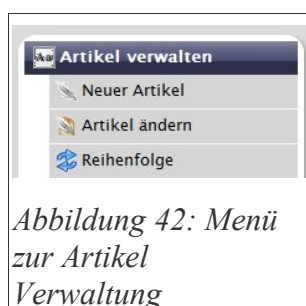 Artikel verwalten
Neuer Artikel
Artikel ändern
Reihenfolge
Abbildung 42: Menü
zur Artikel
Verwaltung